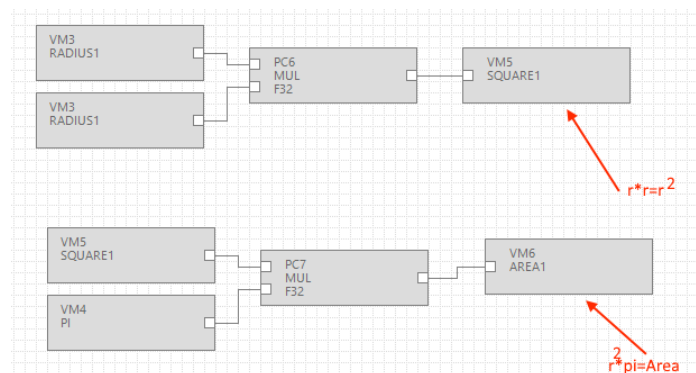 VM3
RADIUS1
PC6
MUL
F32
VM5
SQUARE1
VM3
RADIUS1
r*r=r²
VM5
SQUARE1
PC7
MUL
F32
VM6
AREA1
VM4
PI
r²*pi=Area